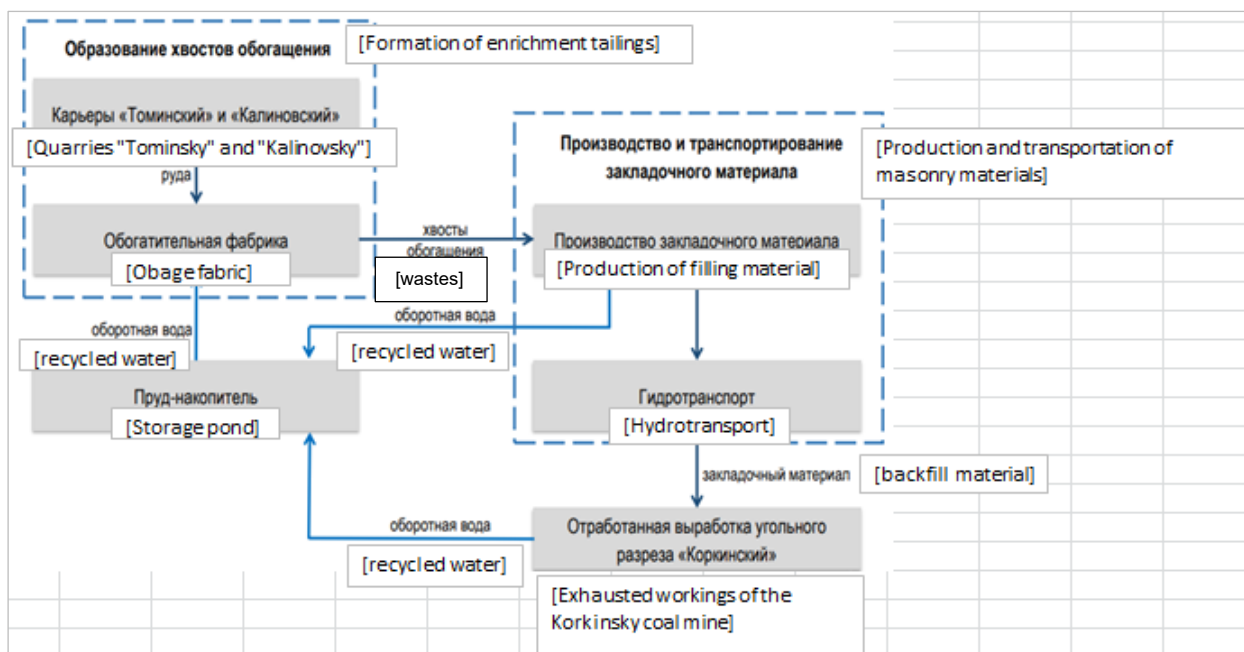 Образование хвостов обогащения
[Formation of enrichment tailings]
Карьеры «Томинский» и «Калиновский»
[Quarries "Tominsky" and "Kalinovsky"]
руда
Обогатительная фабрика
[Obage fabric]
хвосты
обогащения
[wastes]
Производство и транспортирование
закладочного материала
[Production and transportation of
masonry materials]
Производство закладочного материала
[Production of filling material]
оборотная вода
[recycled water]
оборотная вода
[recycled water]
Пруд-накопитель
[Storage pond]
Гидротранспорт
[Hydrotransport]
закладочный материал
[backfill material]
оборотная вода
[recycled water]
Отработанная выработка угольного
разреза «Коркинский»
[Exhausted workings of the
Korkinsky coal mine]